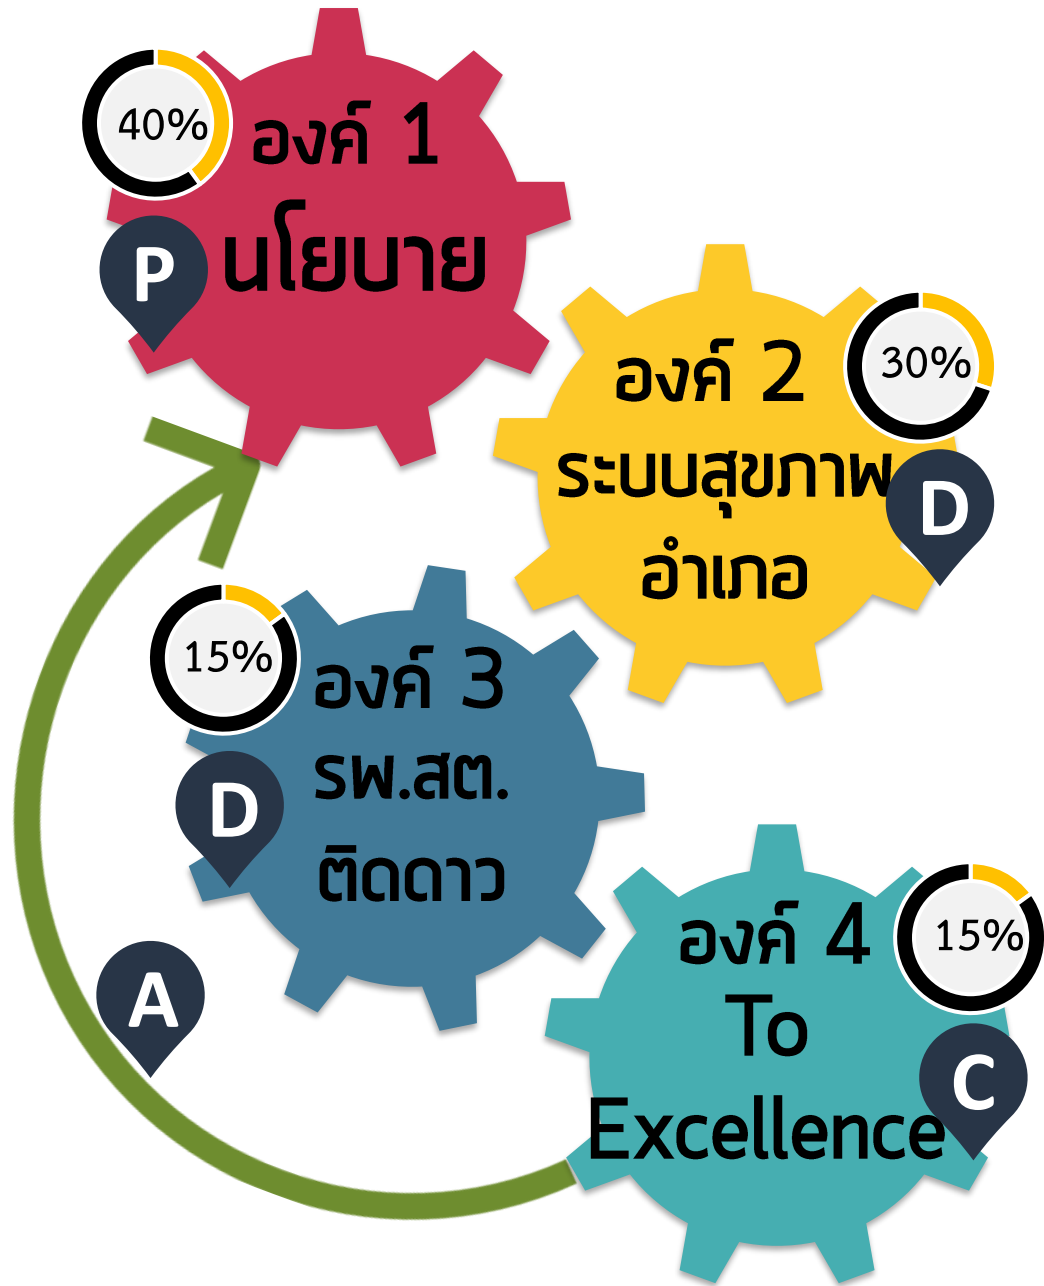 40%
องค์ 1
นโยบาย
P
องค์ 2
30%
ระบบสุขภาพ
อำเภอ
D
15%
องค์ 3
รพ.สต.
ติดดาว
D
องค์ 4
15%
To
Excellence
C
A